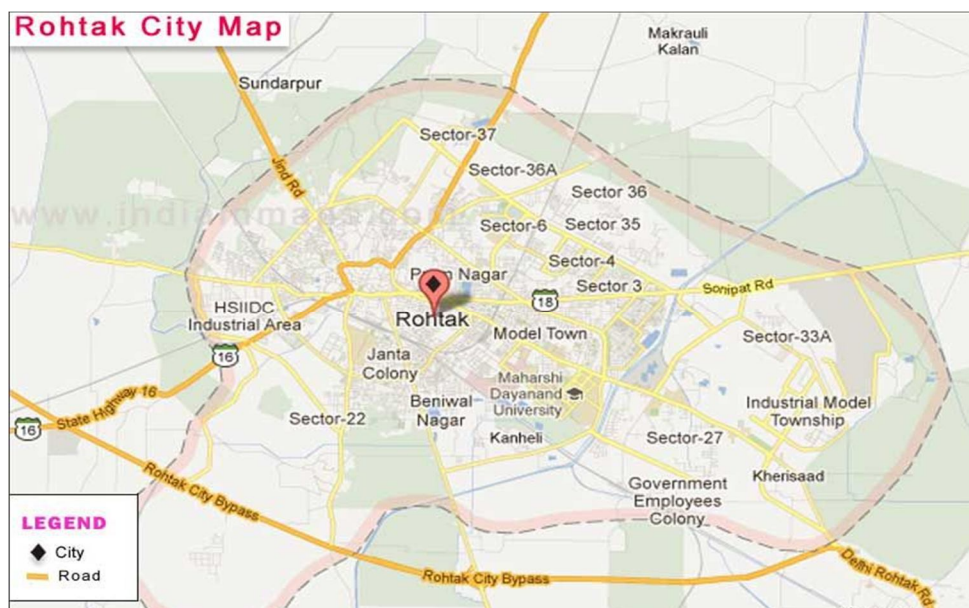 Rohtak City Map
Makrauli
Kalan
Sundarpur
Sector-37
Jind Rd
Sector-36A
Sector 36
www.indiainmaps.com
Sector-6
Sector 35
Sector-4
Nagar
Sector 3
Sonipat Rd
18
HSIIDC
Industrial Area
Rohtak
Model Town
Sector-33A
16
Janta
Colony
Maharshi
Dayanand
University
State Highway 16
16
Sector-22
Beniwal
Nagar
Industrial Model
Township
Kanheli
Sector-27
Kherisaad
Rohtak City Bypass
Government
Employees
Colony
LEGEND
City
Road
Rohtak City Bypass
Delhi Rohtak Rd